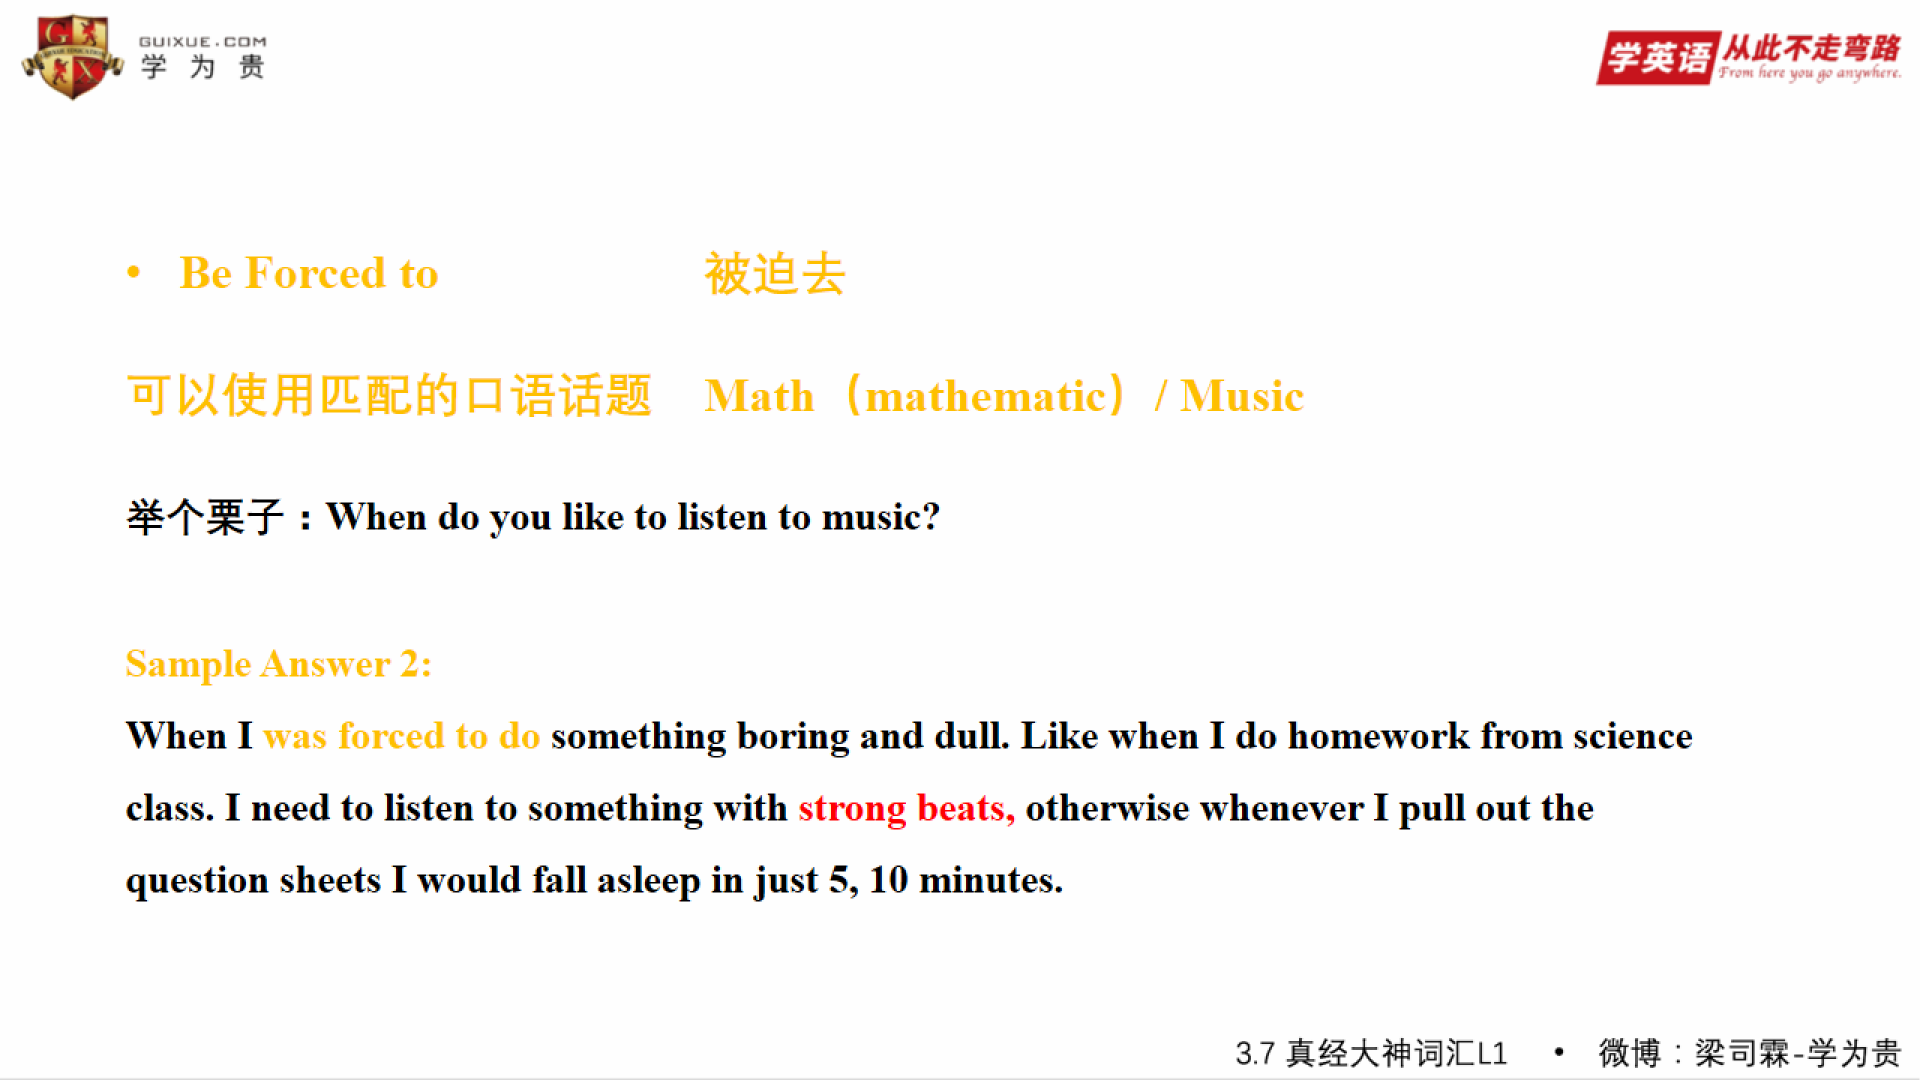 GUIXUE.COM
学为贵
学英语 从此不走弯路
From here you go anywhere.
• Be Forced to 被迫去
可以使用匹配的口语话题 Math（mathematic）/ Music
举个栗子：When do you like to listen to music?
Sample Answer 2:
When I was forced to do something boring and dull. Like when I do homework from science
class. I need to listen to something with strong beats, otherwise whenever I pull out the
question sheets I would fall asleep in just 5, 10 minutes.
3.7 真经大神词汇L1 • 微博：梁司霖-学为贵